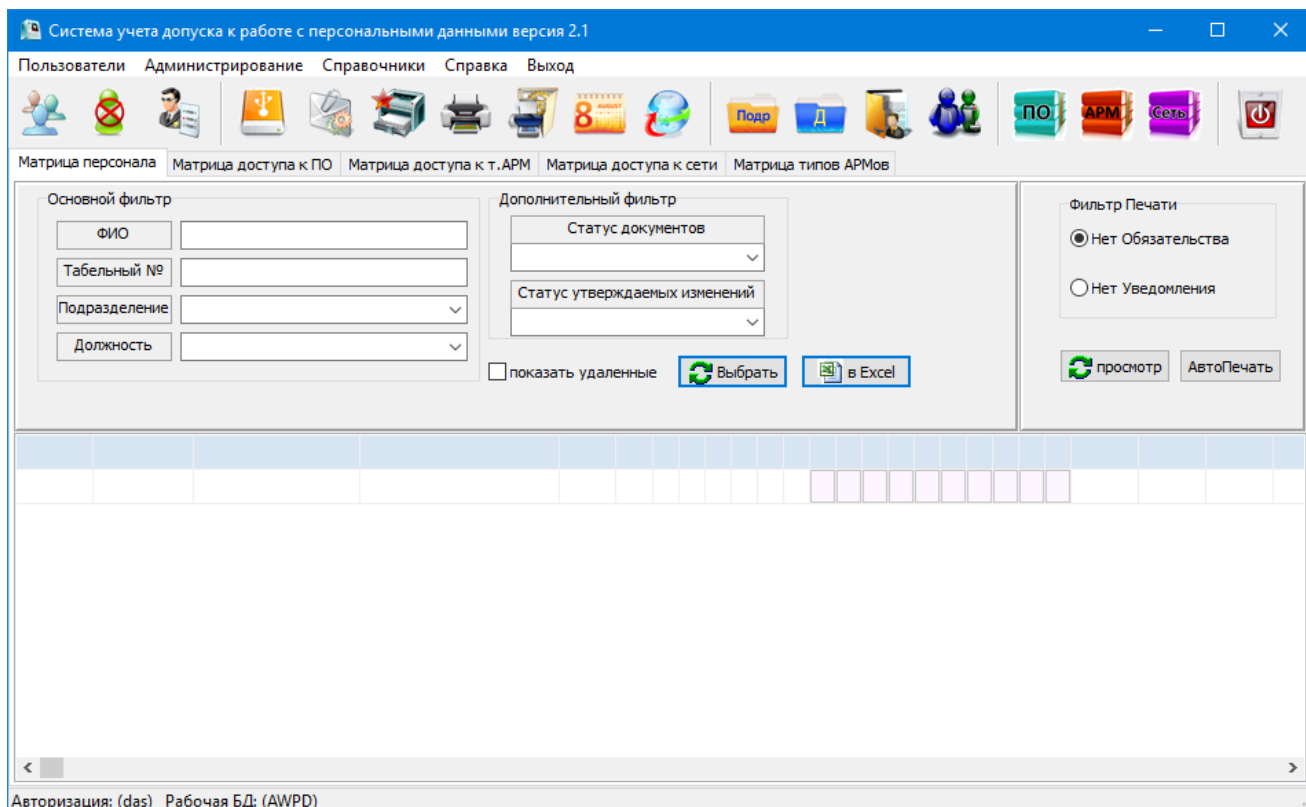 Система учета допуска к работе с персональными данными версия 2.1
Пользователи Администрирование Справочники Справка Выход
8 AUGUST Подр Д ПО АРМ Сеть
Матрица персонала Матрица доступа к ПО Матрица доступа к т.АРМ Матрица доступа к сети Матрица типов АРМов
Основной фильтр
ФИО
Табельный №
Подразделение
Должность
Дополнительный фильтр
Статус документов
Статус утверждаемых изменений
показать удаленные Выбрать в Excel
Фильтр Печати
Нет Обязательства
Нет Уведомления
просмотр АвтоПечать
Авторизация: (das) Рабочая БД: (AWPD)